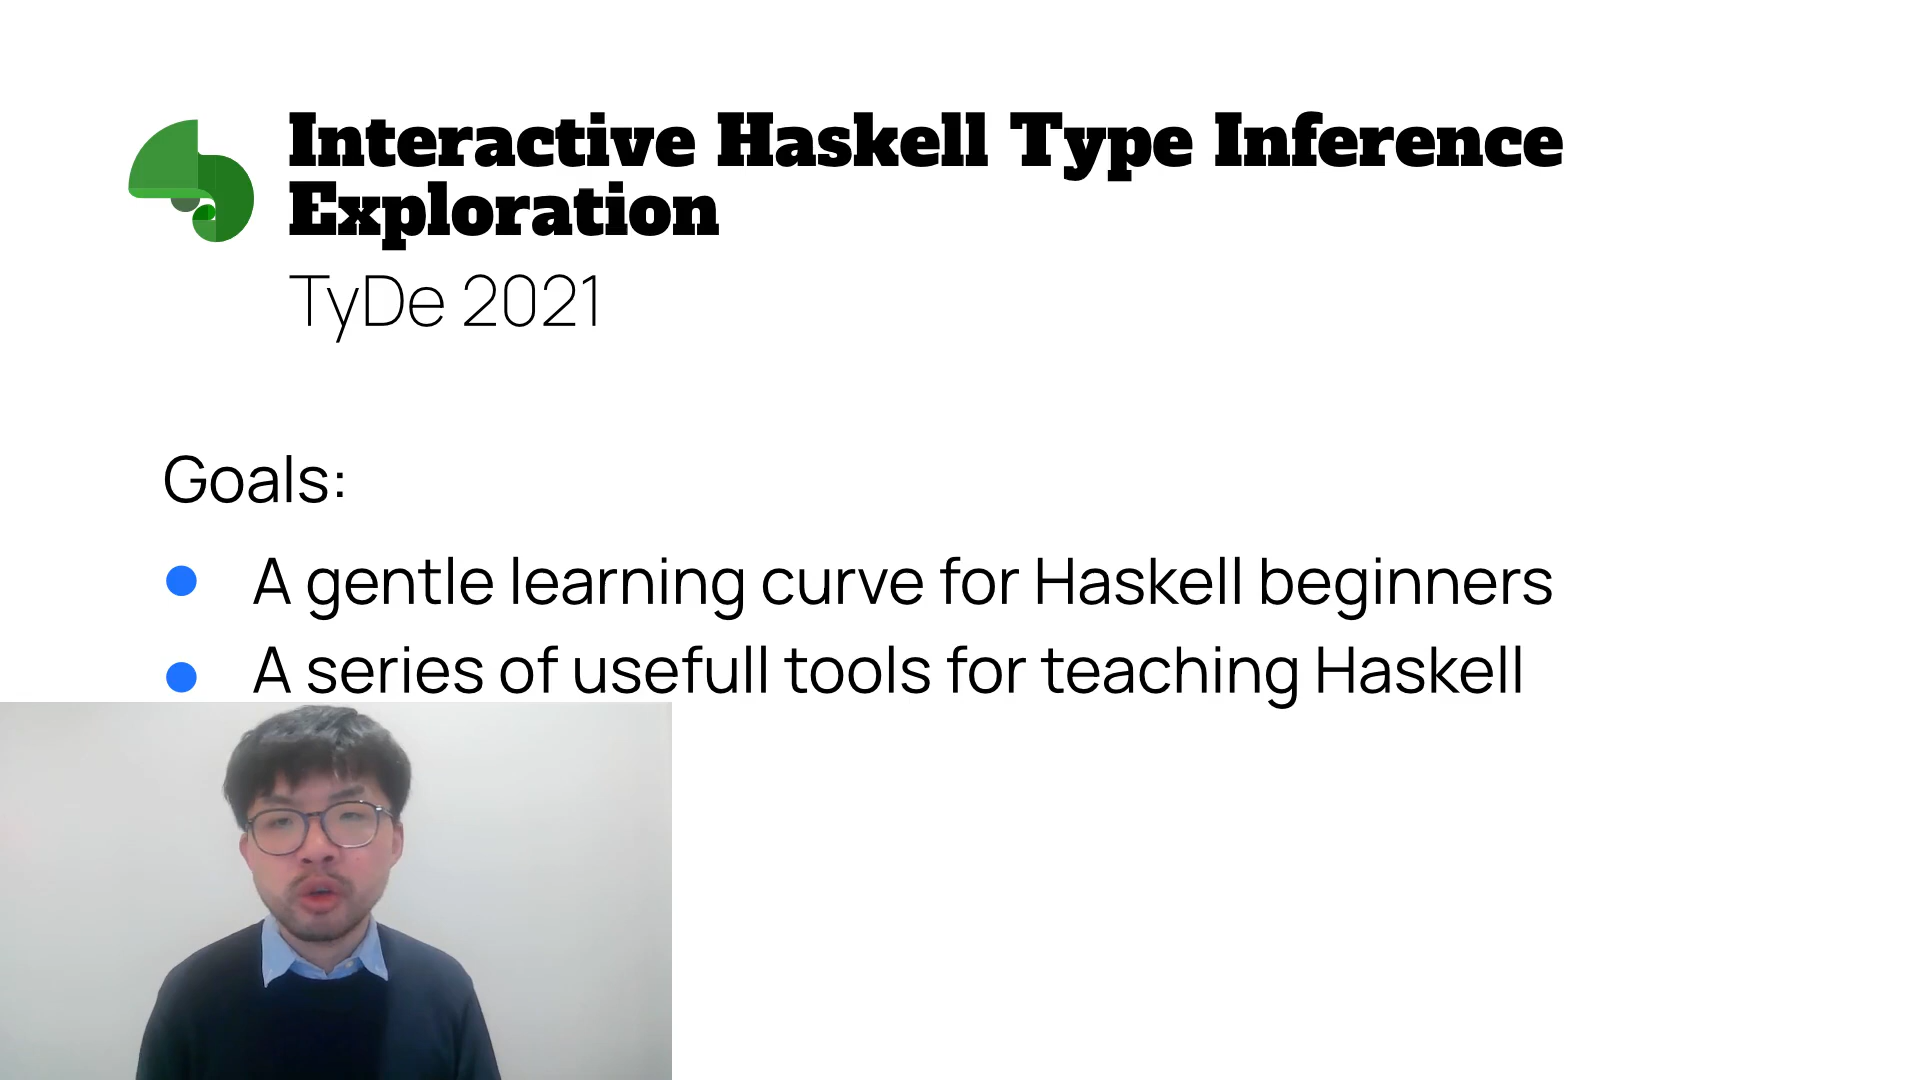 Interactive Haskell Type Inference
Exploration
TyDe 2021
Goals:
A gentle learning curve for Haskell beginners
A series of usefull tools for teaching Haskell